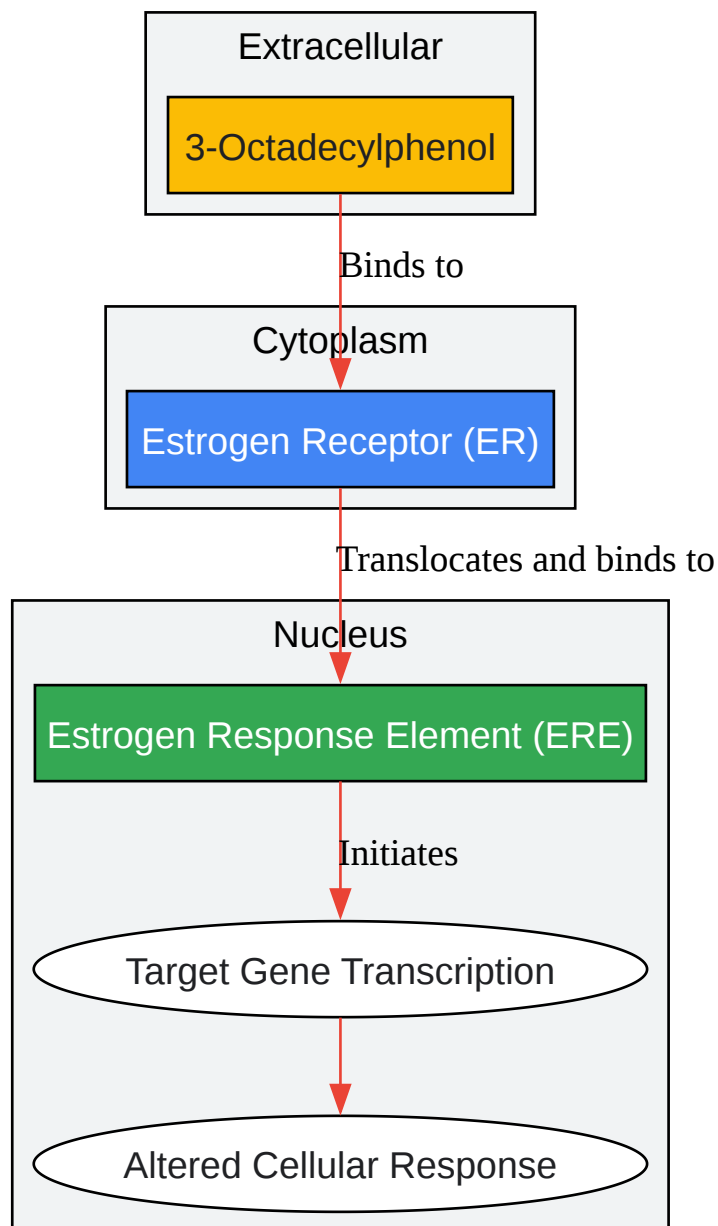 Extracellular
3-Octadecylphenol
Binds to
Cytoplasm
Estrogen Receptor (ER)
Translocates and binds to
Nucleus
Estrogen Response Element (ERE)
Initiates
Target Gene Transcription
Altered Cellular Response